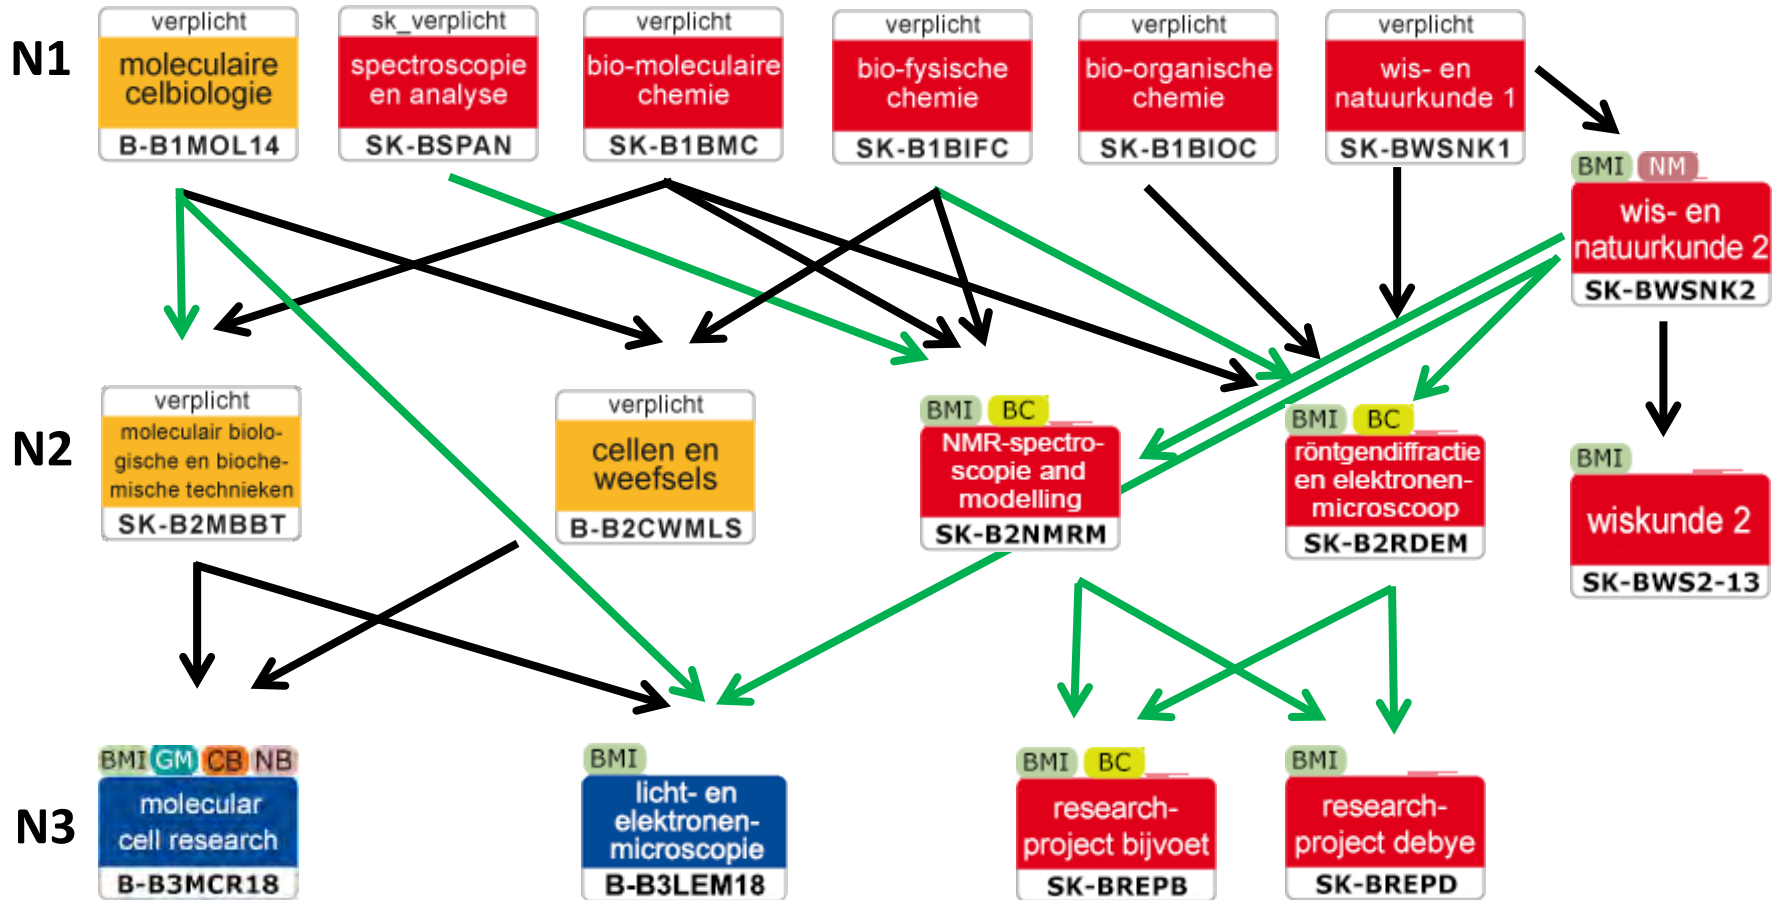 N1
verplicht
moleculaire
celbiologie
B-B1MOL14
sk_verplicht
spectroscopie
en analyse
SK-BSPAN
verplicht
bio-moleculaire
chemie
SK-B1BMC
verplicht
bio-fysische
chemie
SK-B1BIFC
verplicht
bio-organische
chemie
SK-B1BIOC
verplicht
wis- en
natuurkunde 1
SK-BWSNK1
BMI NM
wis- en
natuurkunde 2
SK-BWSNK2
N2
verplicht
moleculair biolo-
gische en bioche-
mische technieken
SK-B2MBBT
verplicht
cellen en
weefsels
B-B2CWMLS
BMI BC
NMR-spectro-
scopie and
modelling
SK-B2NMRM
BMI BC
röntgendiffractie
en elektronen-
microscoop
SK-B2RDEM
BMI
wiskunde 2
SK-BWS2-13
N3
BMI GM CB NB
molecular
cell research
B-B3MCR18
BMI
licht- en
elektronen-
microscopie
B-B3LEM18
BMI BC
research-
project bijvoet
SK-BREPB
BMI
research-
project debye
SK-BREPD